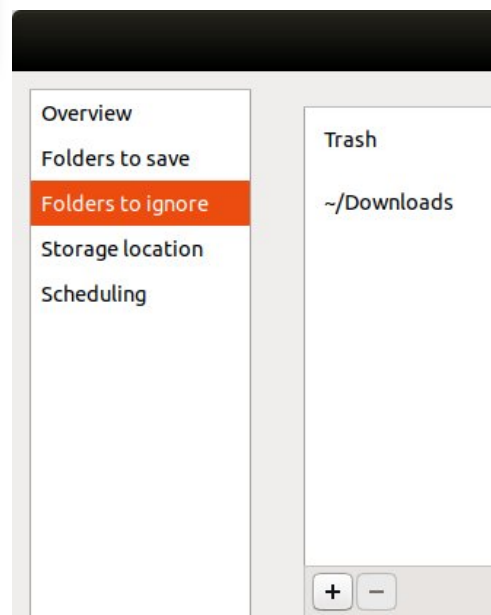 Overview
Folders to save
Folders to ignore
Storage location
Scheduling
Trash
~/Downloads
+ −